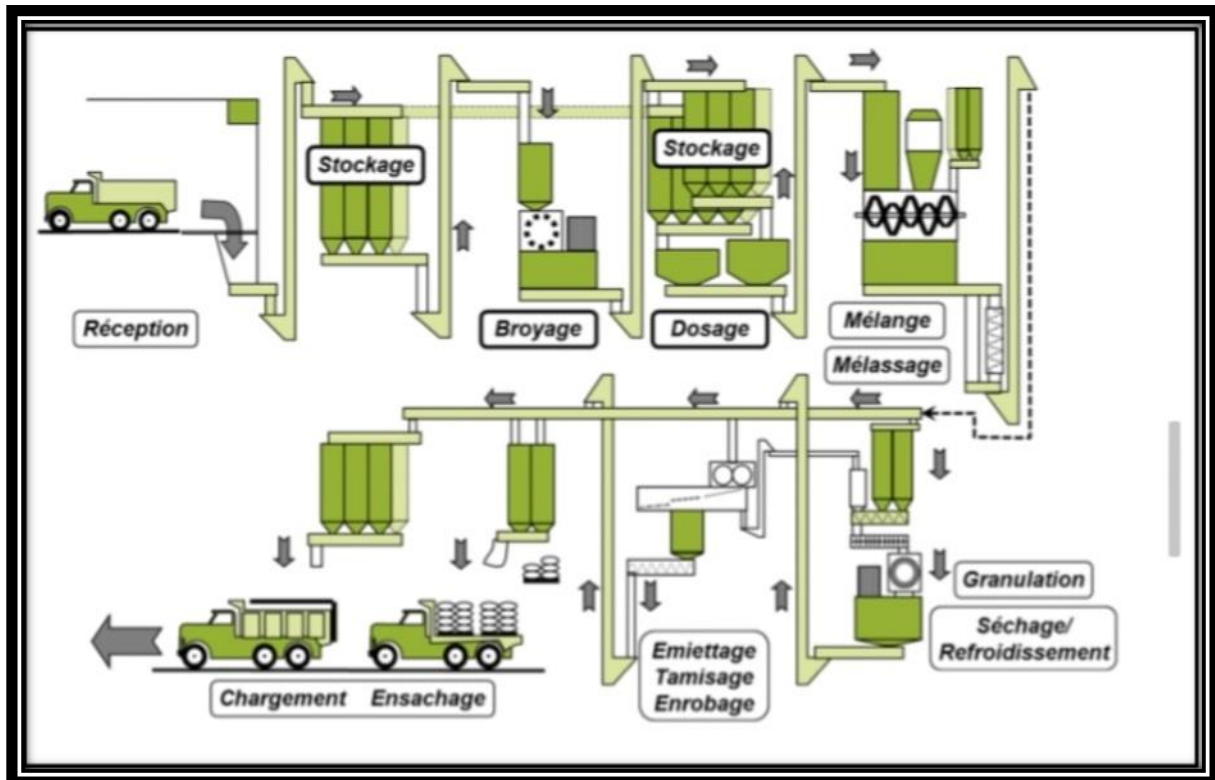 Stockage
Stockage
Réception
Broyage
Dosage
Mélange
Mélassage
Granulation
Séchage/
Refroidissement
Emiettage
Tamisage
Enrobage
Chargement Ensachage